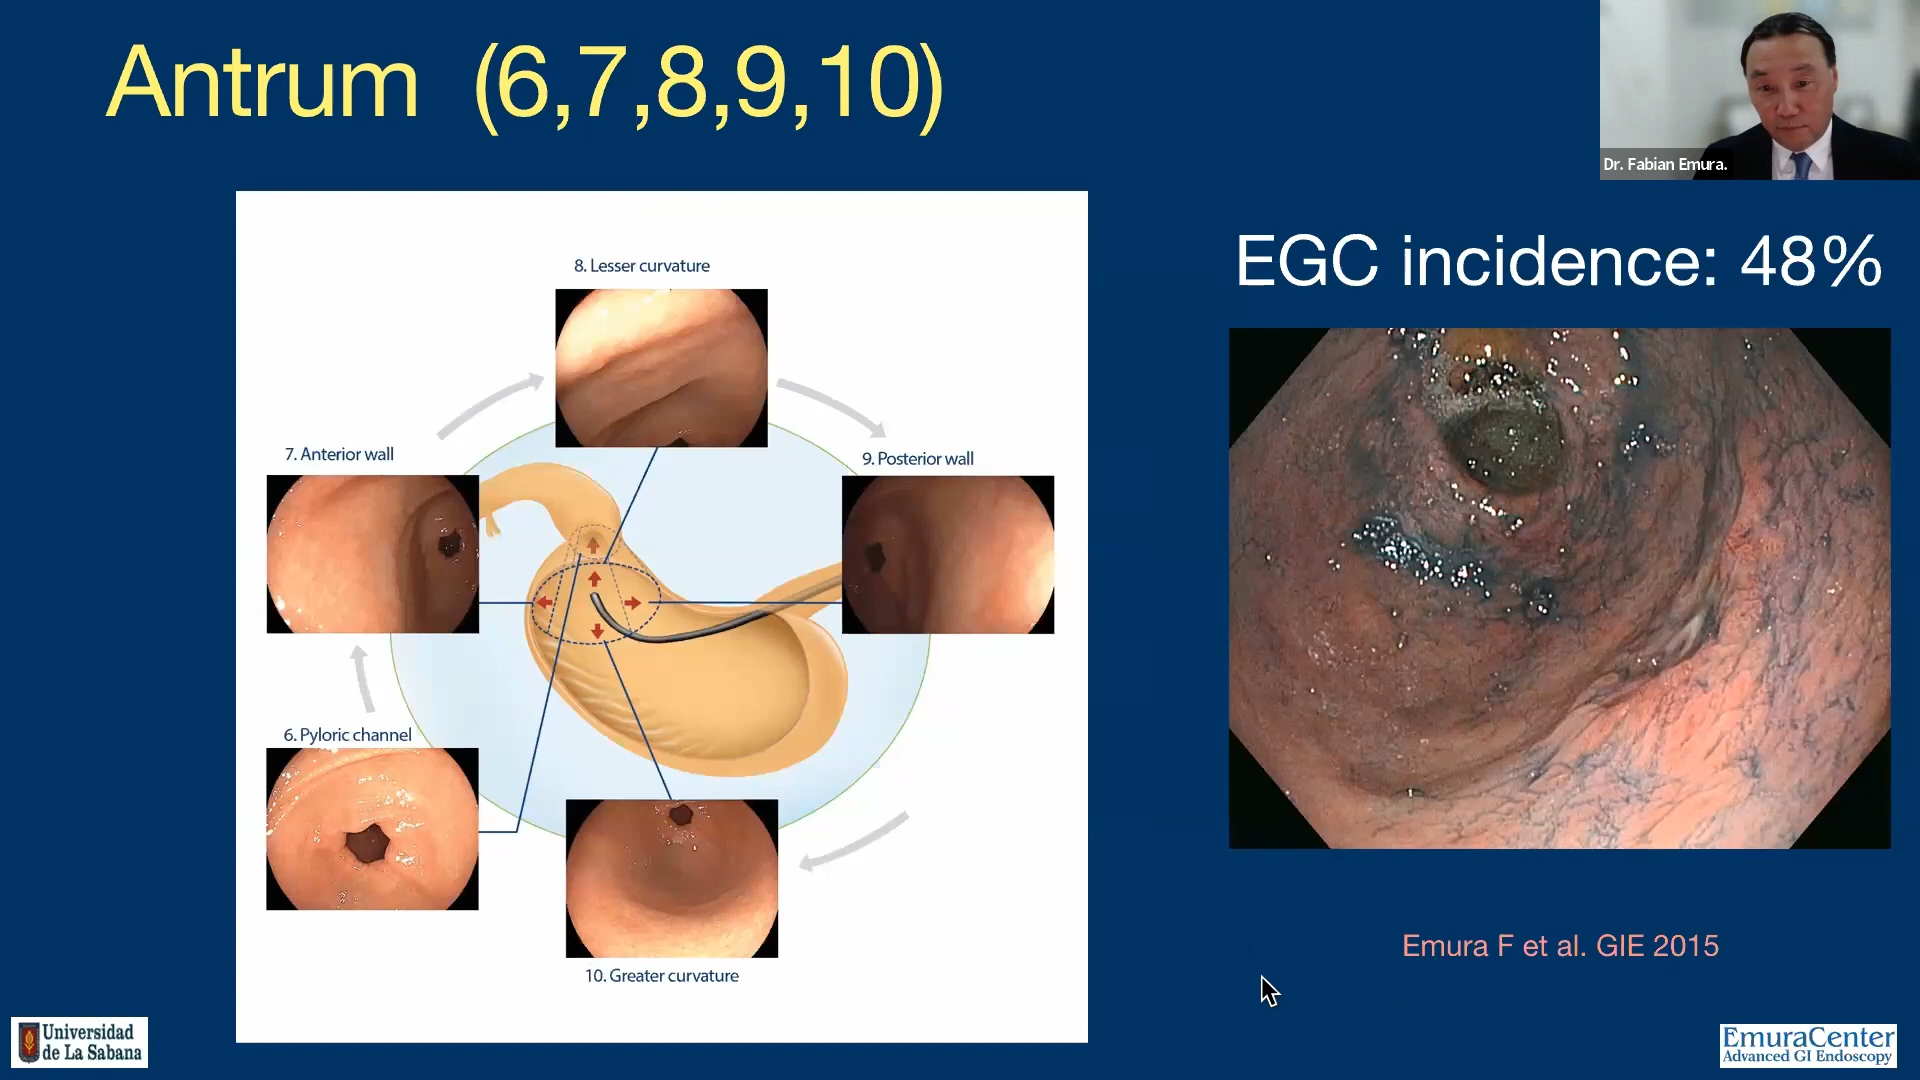 Antrum (6,7,8,9,10)
Dr. Fabian Emura.
EGC incidence: 48%
8. Lesser curvature
7. Anterior wall
9. Posterior wall
6. Pyloric channel
10. Greater curvature
Emura F et al. GIE 2015
Universidad
de La Sabana
EmuraCenter
Advanced GI Endoscopy